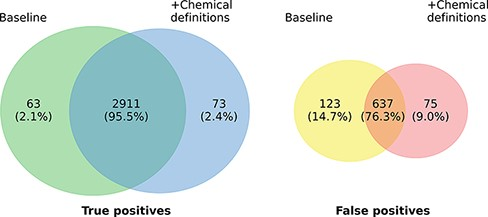 Baseline
+Chemical
definitions
63
(2.1%)
2911
(95.5%)
73
(2.4%)
True positives
Baseline
+Chemical
definitions
123
(14.7%)
637
(76.3%)
75
(9.0%)
False positives